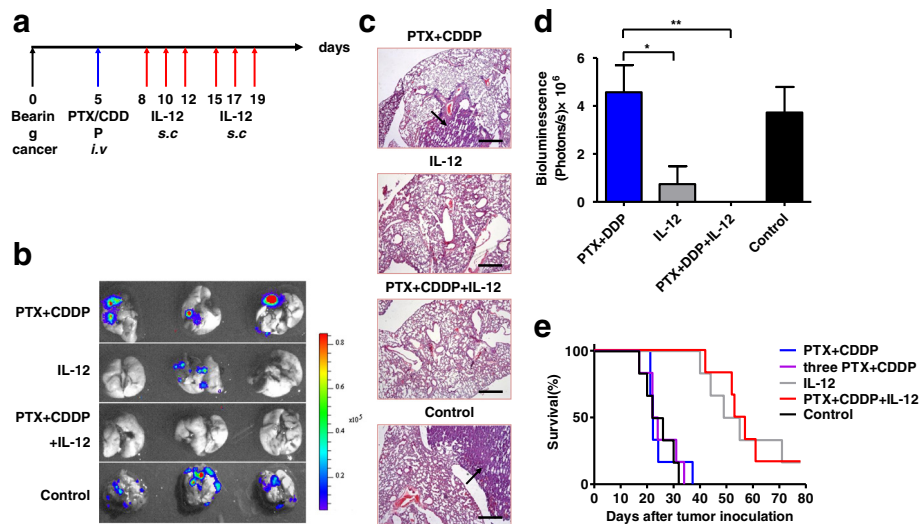 a
days
0 5 8 10 12 15 17 19
Bearin PTX/CDD IL-12 IL-12
g P s.c s.c
cancer i.v
b
PTX+CDDP
IL-12
PTX+CDDP
+IL-12
Control
0.8
0.6
x10⁵
0.4
0.2
c
PTX+CDDP
IL-12
PTX+CDDP+IL-12
Control
d
Bioluminescence
(Photons/s)× 10⁶
6
4
2
0
**
*
PTX+DDP
IL-12
PTX+DDP+IL-12
Control
e
Survival(%)
100
50
0
0 10 20 30 40 50 60 70 80
Days after tumor inoculation
PTX+CDDP
three PTX+CDDP
IL-12
PTX+CDDP+IL-12
Control